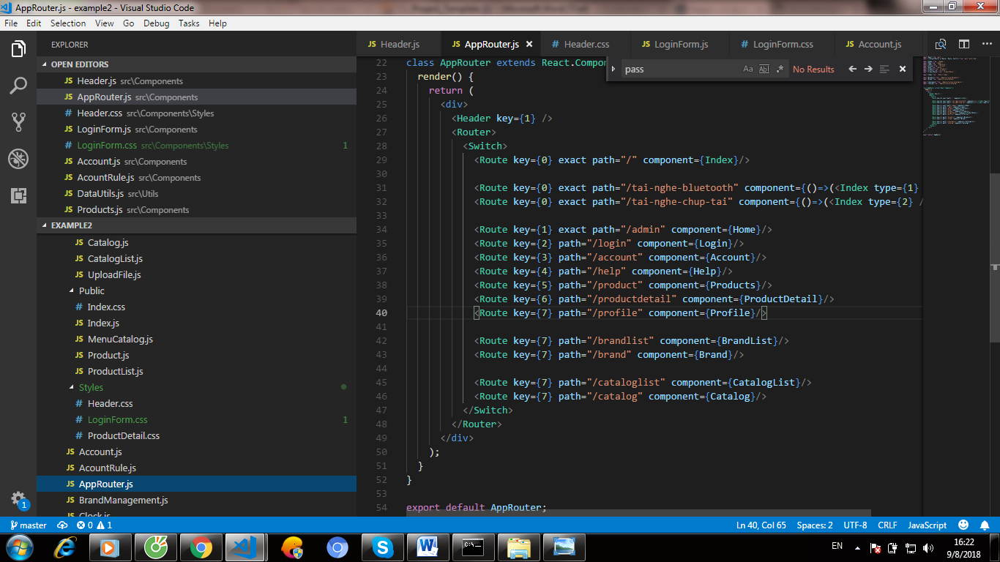 AppRouter.js - example2 - Visual Studio Code
File Edit Selection View Go Debug Tasks Help
EXPLORER
OPEN EDITORS
JS Header.js src\Components
JS AppRouter.js src\Components
# Header.css src\Components\Styles
JS LoginForm.js src\Components
# LoginForm.css src\Components\Styles 1
JS Account.js src\Components
JS AcountRule.js src\Components
JS DataUtils.js src\Utils
JS Products.js src\Components
EXAMPLE2
JS Catalog.js
JS CatalogList.js
JS UploadFile.js
Public
# Index.css
JS Index.js
JS MenuCatalog.js
JS Product.js
JS ProductList.js
Styles
# Header.css
# LoginForm.css 1
# ProductDetail.css
JS Account.js
JS AcountRule.js
JS AppRouter.js
JS BrandManagement.js
JS Clock.js
1
JS Header.js JS AppRouter.js # Header.css JS LoginForm.js # LoginForm.css JS Account.js
pass Aa Abl .* No Results
22 class AppRouter extends React.Compon
23 render() {
24 return (
25 <div>
26 <Header key={1} />
27 <Router>
28 <Switch>
29 <Route key={0} exact path="/" component={Index}/>
30
31 <Route key={0} exact path="/tai-nghe-bluetooth" component={()=>(<Index type={1}
32 <Route key={0} exact path="/tai-nghe-chup-tai" component={()=>(<Index type={2} /
33
34 <Route key={1} exact path="/admin" component={Home}/>
35 <Route key={2} path="/login" component={Login}/>
36 <Route key={3} path="/account" component={Account}/>
37 <Route key={4} path="/help" component={Help}/>
38 <Route key={5} path="/product" component={Products}/>
39 <Route key={6} path="/productdetail" component={ProductDetail}/>
40 <Route key={7} path="/profile" component={Profile}/>
41
42 <Route key={7} path="/brandlist" component={BrandList}/>
43 <Route key={7} path="/brand" component={Brand}/>
44
45 <Route key={7} path="/cataloglist" component={CatalogList}/>
46 <Route key={7} path="/catalog" component={Catalog}/>
47 </Switch>
48 </Router>
49 </div>
50 );
51 }
52 }
53
54 export default AppRouter;
master 0 1 Ln 40, Col 65 Spaces: 2 UTF-8 CRLF JavaScript
EN 16:22
9/8/2018